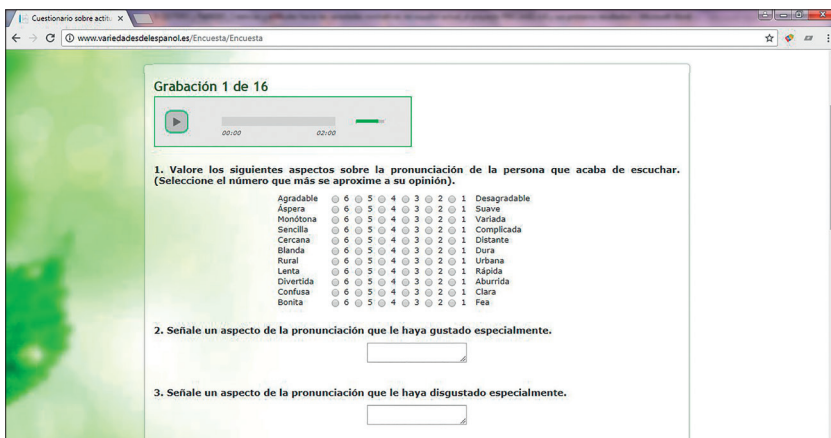 Cuestionario sobre actit
www.variedadesdelespanol.es/Encuesta/Encuesta
Grabación 1 de 16
00:00 02:00
1. Valore los siguientes aspectos sobre la pronunciación de la persona que acaba de escuchar.
(Seleccione el número que más se aproxime a su opinión).
Agradable 6 5 4 3 2 1 Desagradable
Áspera 6 5 4 3 2 1 Suave
Monótona 6 5 4 3 2 1 Variada
Sencilla 6 5 4 3 2 1 Complicada
Cercana 6 5 4 3 2 1 Distante
Blanda 6 5 4 3 2 1 Dura
Rural 6 5 4 3 2 1 Urbana
Lenta 6 5 4 3 2 1 Rápida
Divertida 6 5 4 3 2 1 Aburrida
Confusa 6 5 4 3 2 1 Clara
Bonita 6 5 4 3 2 1 Fea
2. Señale un aspecto de la pronunciación que le haya gustado especialmente.
3. Señale un aspecto de la pronunciación que le haya disgustado especialmente.